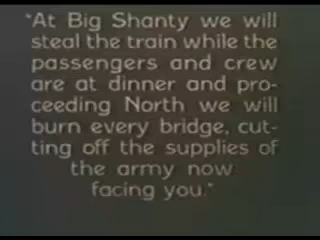 "At Big Shanty we will
steal the train while the
passengers and crew
are at dinner and pro-
ceeding North we will
burn every bridge, cut-
ting off the supplies of
the army now
facing you."